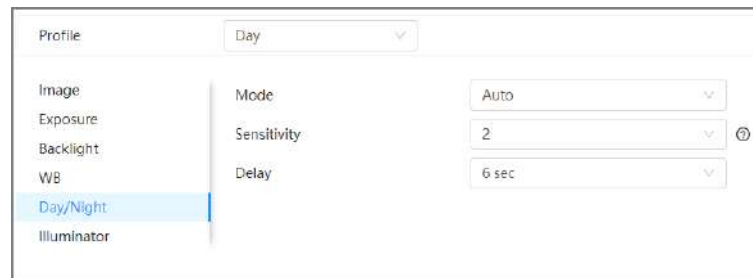 Profile Day
Image
Exposure
Backlight
WB
Day/Night
Illuminator
Mode Auto
Sensitivity 2
Delay 6 sec